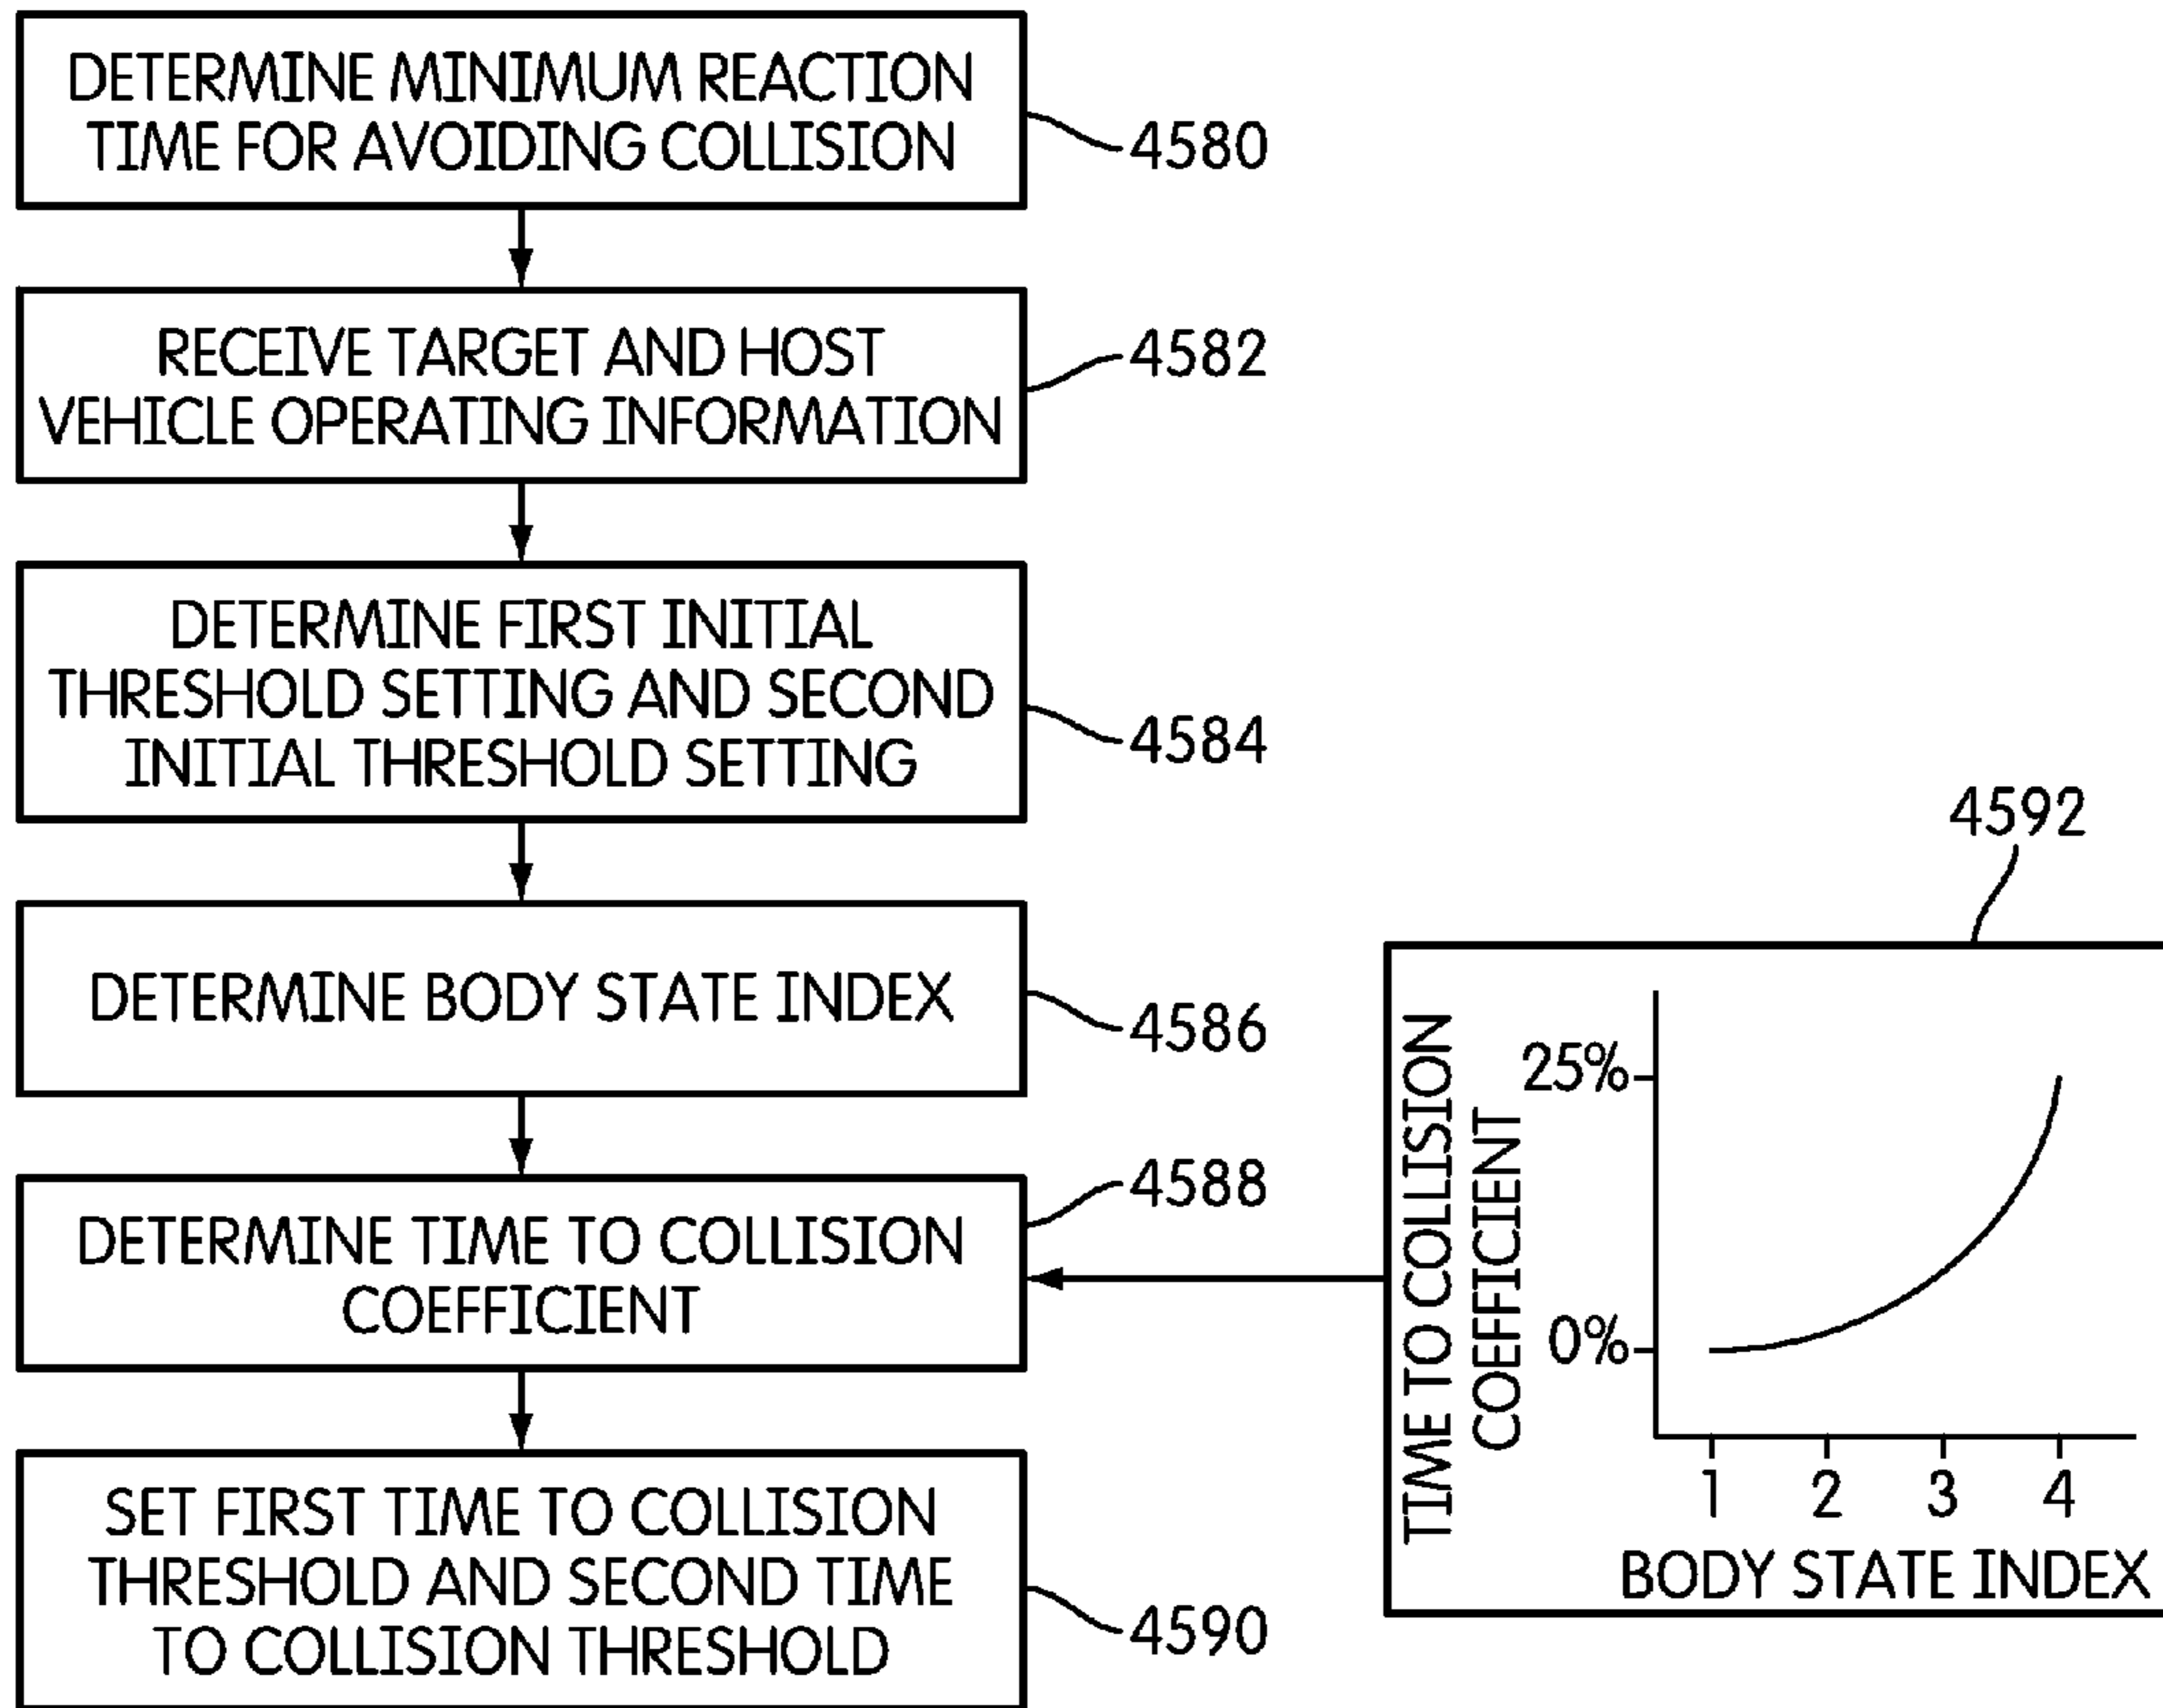 DETERMINE MINIMUM REACTION
TIME FOR AVOIDING COLLISION
4580
RECEIVE TARGET AND HOST
VEHICLE OPERATING INFORMATION
4582
DETERMINE FIRST INITIAL
THRESHOLD SETTING AND SECOND
INITIAL THRESHOLD SETTING
4584
DETERMINE BODY STATE INDEX
4586
DETERMINE TIME TO COLLISION
COEFFICIENT
4588
SET FIRST TIME TO COLLISION
THRESHOLD AND SECOND TIME
TO COLLISION THRESHOLD
4590
4592
TIME TO COLLISION
COEFFICIENT
25%
0%
1 2 3 4
BODY STATE INDEX